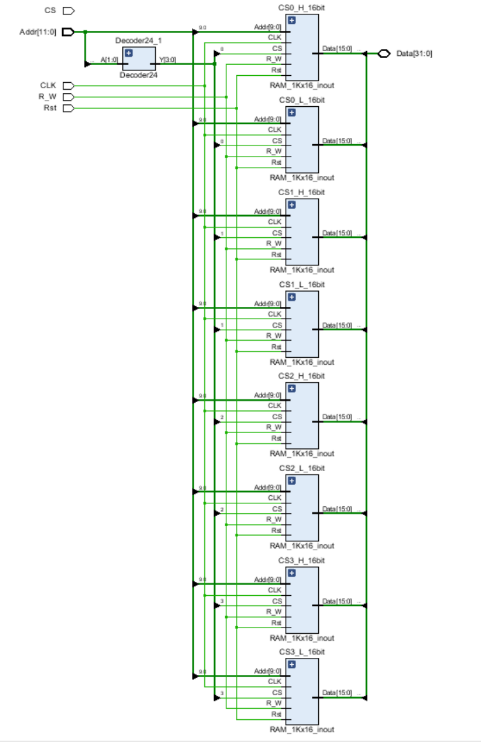 CS
Addr[11:0]
Decoder24_1
A[1:0]
Y[3:0]
Decoder24
CLK
R_W
Rst
Data[31:0]
CS0_H_16bit
9:0
Addr[9:0]
CLK
0
CS
R_W
Rst
Data[15:0]
RAM_1Kx16_inout
CS0_L_16bit
9:0
Addr[9:0]
CLK
0
CS
R_W
Rst
Data[15:0]
RAM_1Kx16_inout
CS1_H_16bit
9:0
Addr[9:0]
CLK
1
CS
R_W
Rst
Data[15:0]
RAM_1Kx16_inout
CS1_L_16bit
9:0
Addr[9:0]
CLK
1
CS
R_W
Rst
Data[15:0]
RAM_1Kx16_inout
CS2_H_16bit
9:0
Addr[9:0]
CLK
2
CS
R_W
Rst
Data[15:0]
RAM_1Kx16_inout
CS2_L_16bit
9:0
Addr[9:0]
CLK
2
CS
R_W
Rst
Data[15:0]
RAM_1Kx16_inout
CS3_H_16bit
9:0
Addr[9:0]
CLK
3
CS
R_W
Rst
Data[15:0]
RAM_1Kx16_inout
CS3_L_16bit
9:0
Addr[9:0]
CLK
3
CS
R_W
Rst
Data[15:0]
RAM_1Kx16_inout